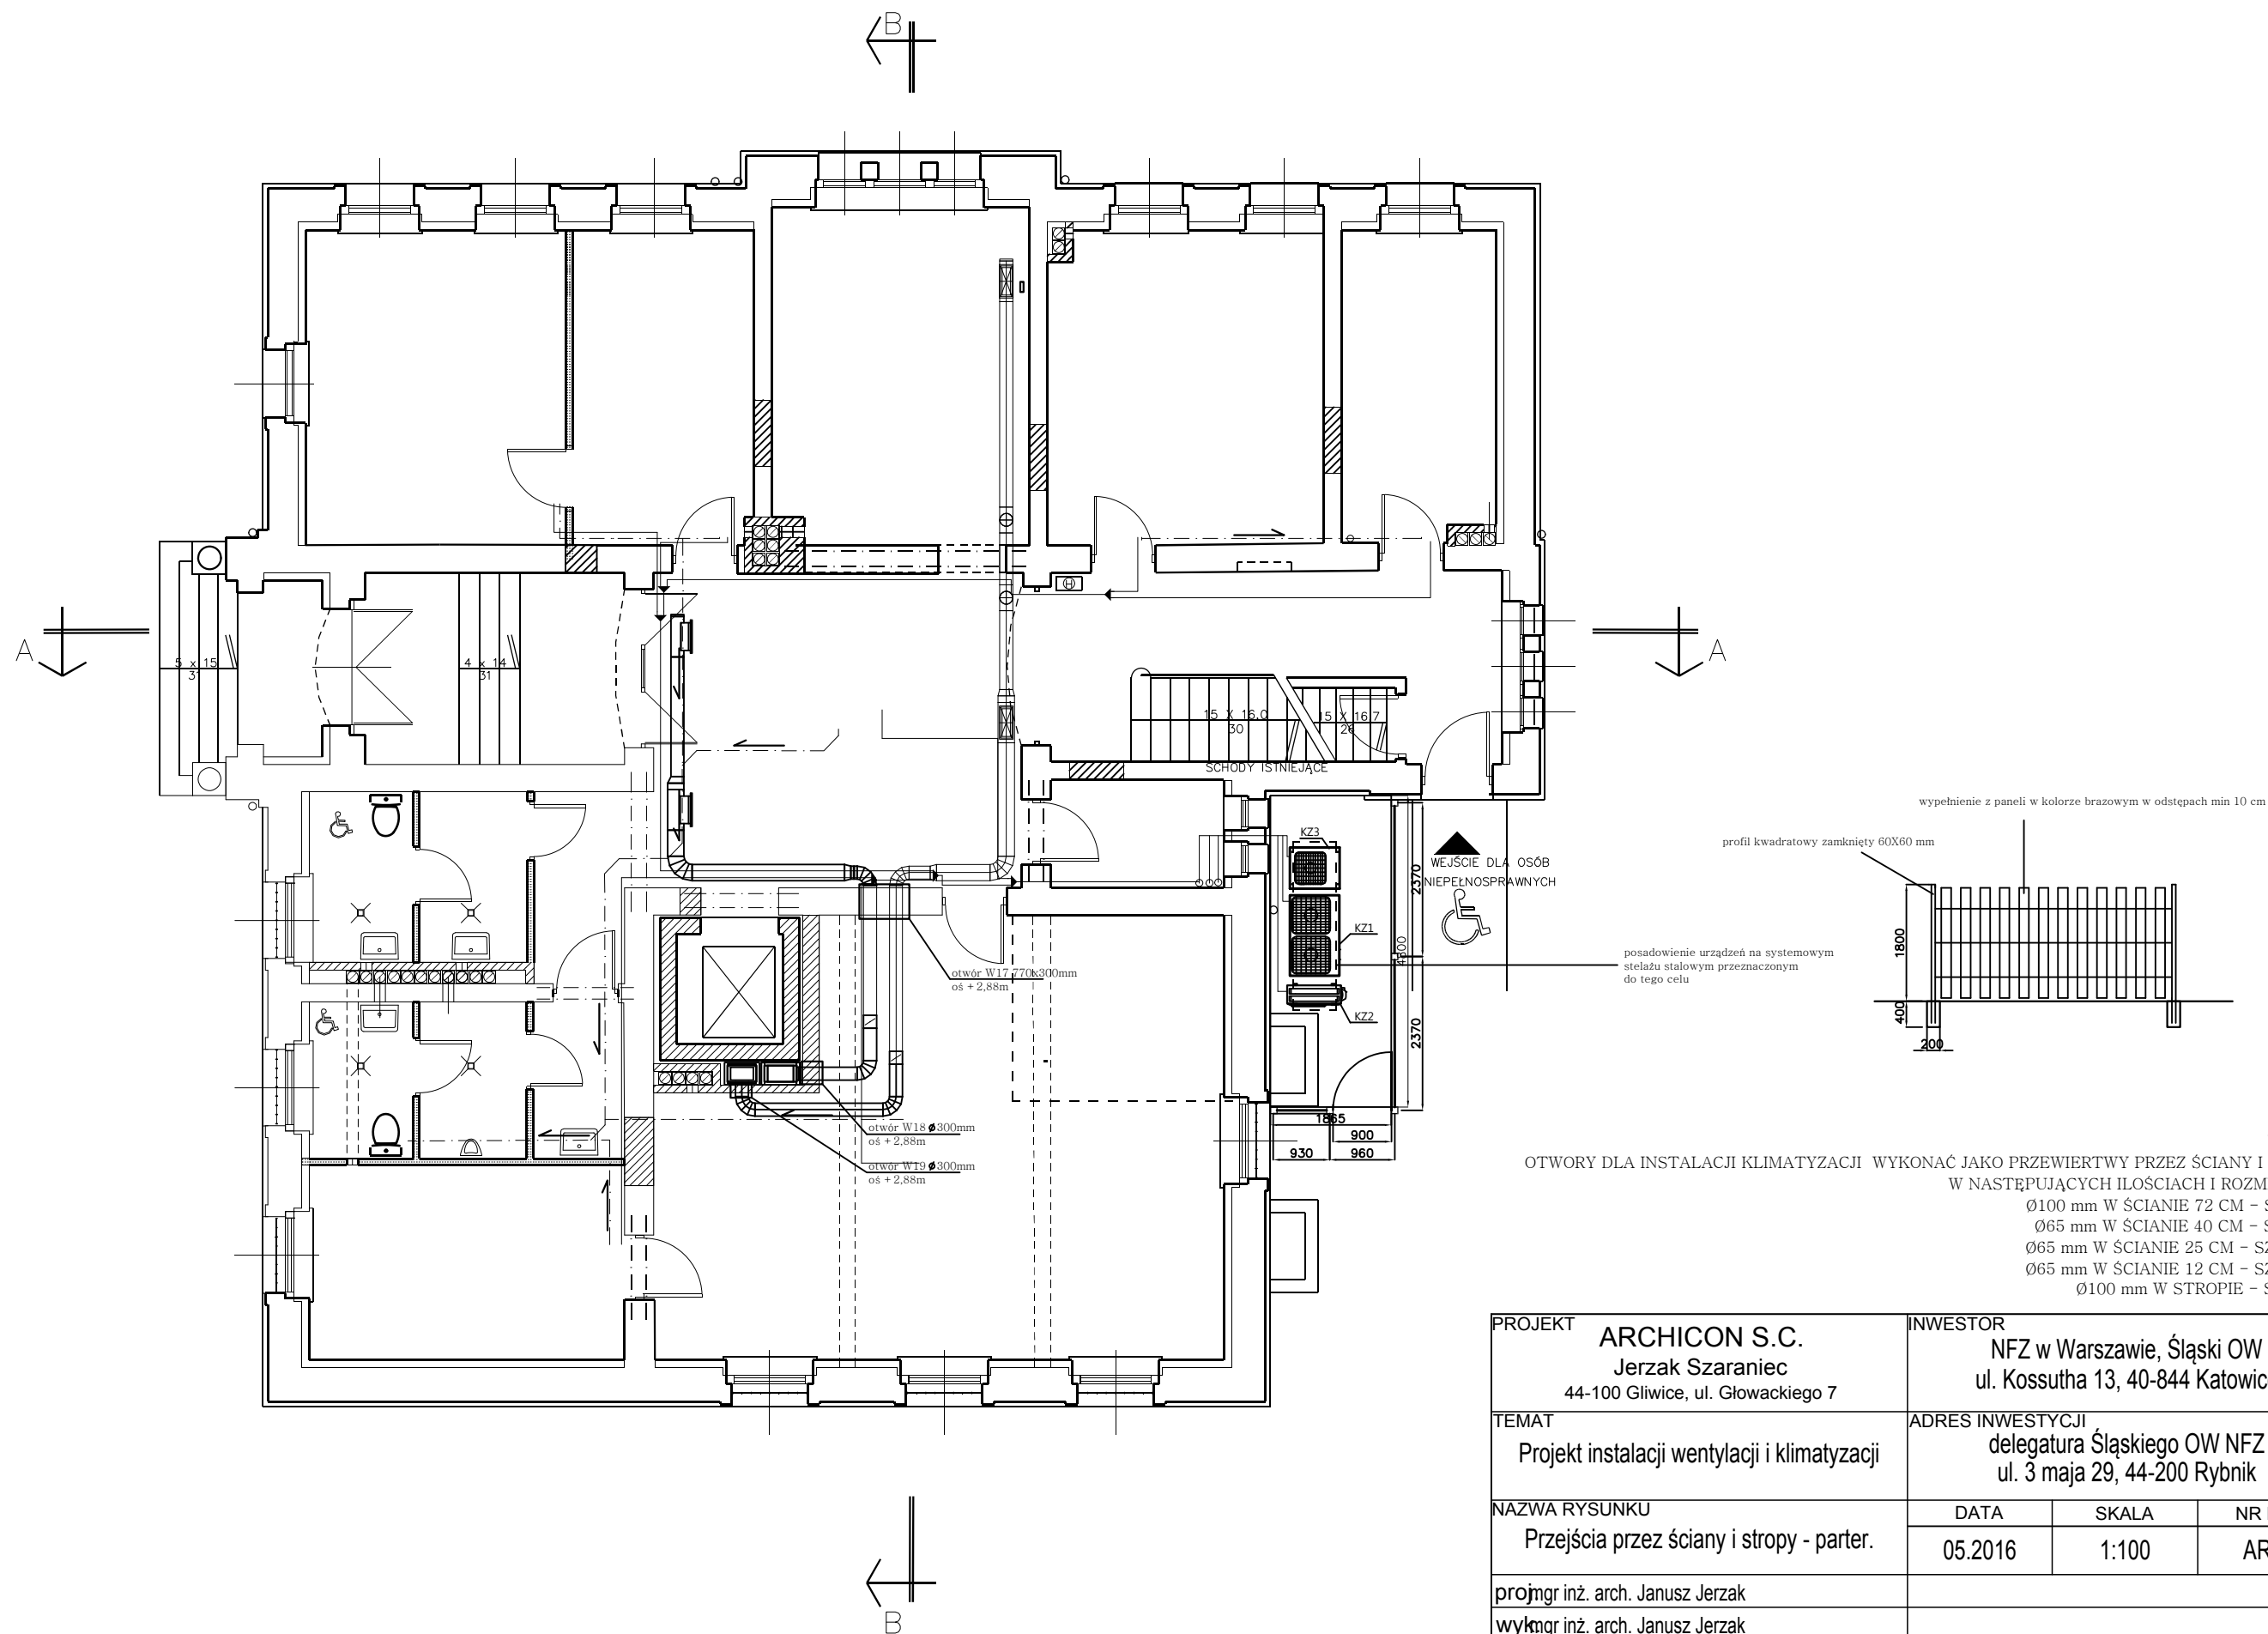 B
A
5 x 15
31
4 x 14
31
A
15 X 16,0
30
15 X 16,7
26
SCHODY ISTNIEJĄCE
KZ3
KZ1
KZ2
WEJŚCIE DLA OSÓB
NIEPEŁNOSPRAWNYCH
2370
4800
2370
1865
900
930
960
otwór W17 770x300mm
oś +2,88m
otwór W18 ø300mm
oś +2,88m
otwór W19 ø300mm
oś +2,88m
posadowienie urządzeń na systemowym
stelażu stalowym przeznaczonym
do tego celu
wypełnienie z paneli w kolorze brazowym w odstępach min 10 cm
profil kwadratowy zamknięty 60X60 mm
1800
400
200
OTWORY DLA INSTALACJI KLIMATYZACJI WYKONAĆ JAKO PRZEWIERTWY PRZEZ ŚCIANY I
W NASTĘPUJĄCYCH ILOŚCIACH I
Ø100 mm W ŚCIANIE 72 CM -
Ø65 mm W ŚCIANIE 40 CM -
Ø65 mm W ŚCIANIE 25 CM -
Ø65 mm W ŚCIANIE 12 CM -
Ø100 mm W STROPIE -
PROJEKT
ARCHICON S.C.
Jerzak Szaraniec
44-100 Gliwice, ul. Głowackiego 7
INWESTOR
NFZ w Warszawie, Śląski OW
ul. Kossutha 13, 40-844
TEMAT
Projekt instalacji wentylacji i klimatyzacji
ADRES INWESTYCJI
delegatura Śląskiego OW NFZ
ul. 3 maja 29, 44-200 Rybnik
NAZWA RYSUNKU
Przejścia przez ściany i stropy - parter.
DATA
SKALA
NR
05.2016
1:100
proj. mgr inż. arch. Janusz Jerzak
wyk. mgr inż. arch. Janusz Jerzak
B